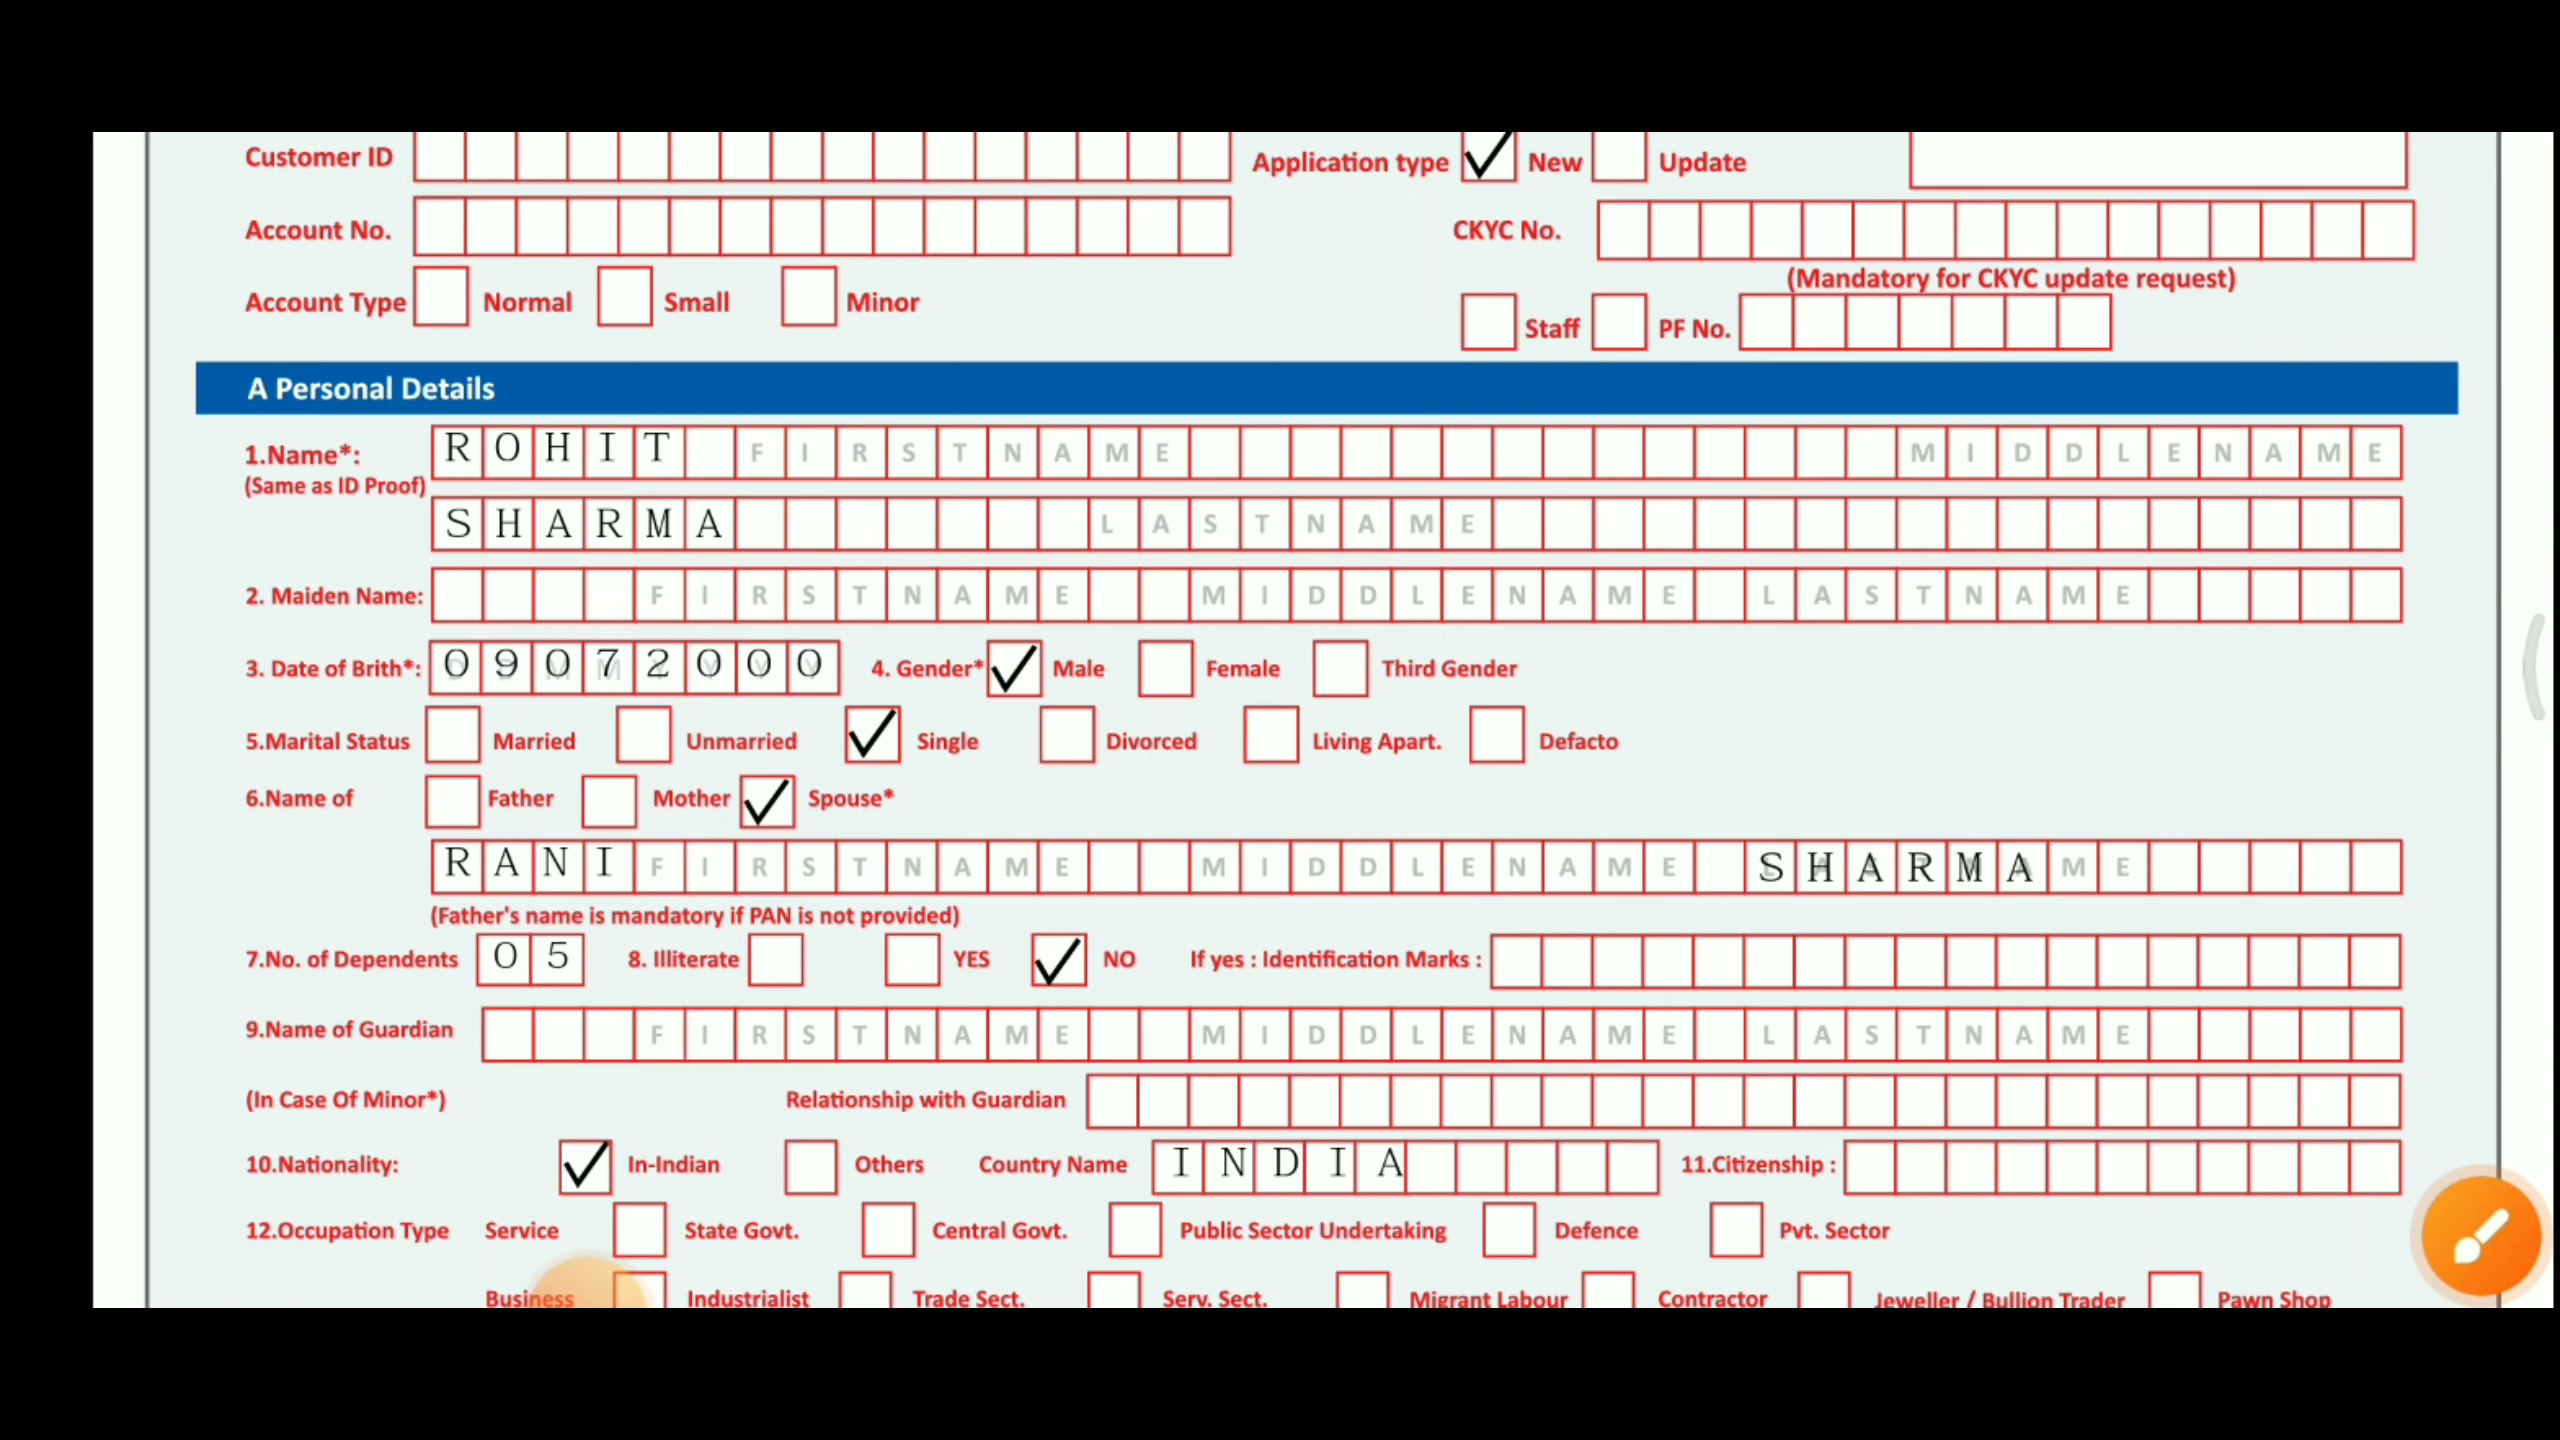 Customer ID Application type ✓ New Update
Account No. CKYC No.
(Mandatory for CKYC update request)
Account Type Normal Small Minor Staff PF No.
A Personal Details
1.Name*: ROHIT FIRSTNAME MIDDLENAME
(Same as ID Proof)
SHARMA LASTNAME
2. Maiden Name: FIRSTNAME MIDDLENAME LASTNAME
3. Date of Brith*: 09072000 4. Gender* ✓ Male Female Third Gender
5.Marital Status Married Unmarried ✓ Single Divorced Living Apart. Defacto
6.Name of Father Mother ✓ Spouse*
RANI FIRSTNAME MIDDLENAME SHARMA ME
(Father's name is mandatory if PAN is not provided)
7.No. of Dependents 05 8. Illiterate YES ✓ NO If yes : Identification Marks :
9.Name of Guardian FIRSTNAME MIDDLENAME LASTNAME
(In Case Of Minor*) Relationship with Guardian
10.Nationality: ✓ In-Indian Others Country Name INDIA 11.Citizenship :
12.Occupation Type Service State Govt. Central Govt. Public Sector Undertaking Defence Pvt. Sector
Business Industrialist Trade Sect. Serv. Sect. Migrant Labour Contractor Jeweller / Bullion Trader Pawn Shop